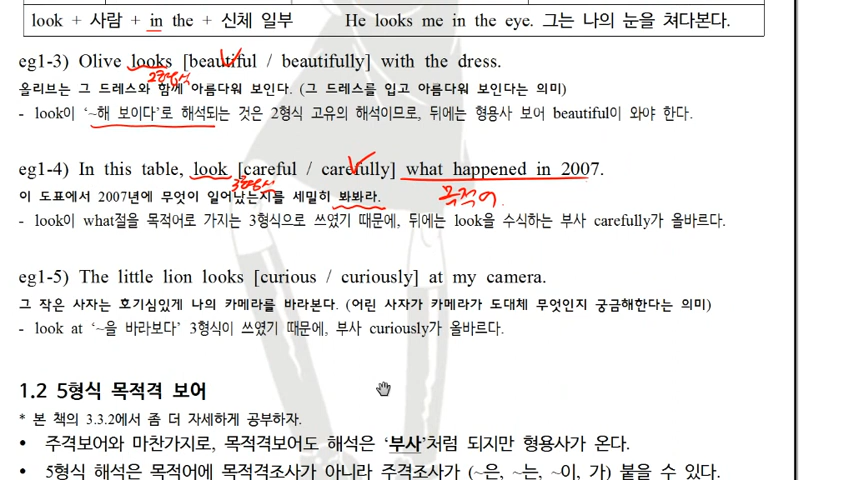 look + 사람 + in the + 신체 일부 He looks me in the eye. 그는 나의 눈을 쳐다본다.
eg1-3) Olive looks [beautiful / beautifully] with the dress.
2형식
올리브는 그 드레스와 함께 아름다워 보인다. (그 드레스를 입고 아름다워 보인다는 의미)
- look이 ‘~해 보이다’로 해석되는 것은 2형식 고유의 해석이므로, 뒤에는 형용사 보어 beautiful이 와야 한다.
eg1-4) In this table, look [careful / carefully] what happened in 2007.
3형식
목적어
이 도표에서 2007년에 무엇이 일어났는지를 세밀히 봐봐라.
- look이 what절을 목적어로 가지는 3형식으로 쓰였기 때문에, 뒤에는 look을 수식하는 부사 carefully가 올바르다.
eg1-5) The little lion looks [curious / curiously] at my camera.
그 작은 사자는 호기심있게 나의 카메라를 바라본다. (어린 사자가 카메라가 도대체 무엇인지 궁금해한다는 의미)
- look at ‘~을 바라보다’ 3형식이 쓰였기 때문에, 부사 curiously가 올바르다.
1.2 5형식 목적격 보어
* 본 책의 3.3.2에서 좀 더 자세하게 공부하자.
• 주격보어와 마찬가지로, 목적격보어도 해석은 ‘부사’처럼 되지만 형용사가 온다.
• 5형식 해석은 목적어에 목적격조사가 아니라 주격조사가 (~은, ~는, ~이, 가) 붙을 수 있다.